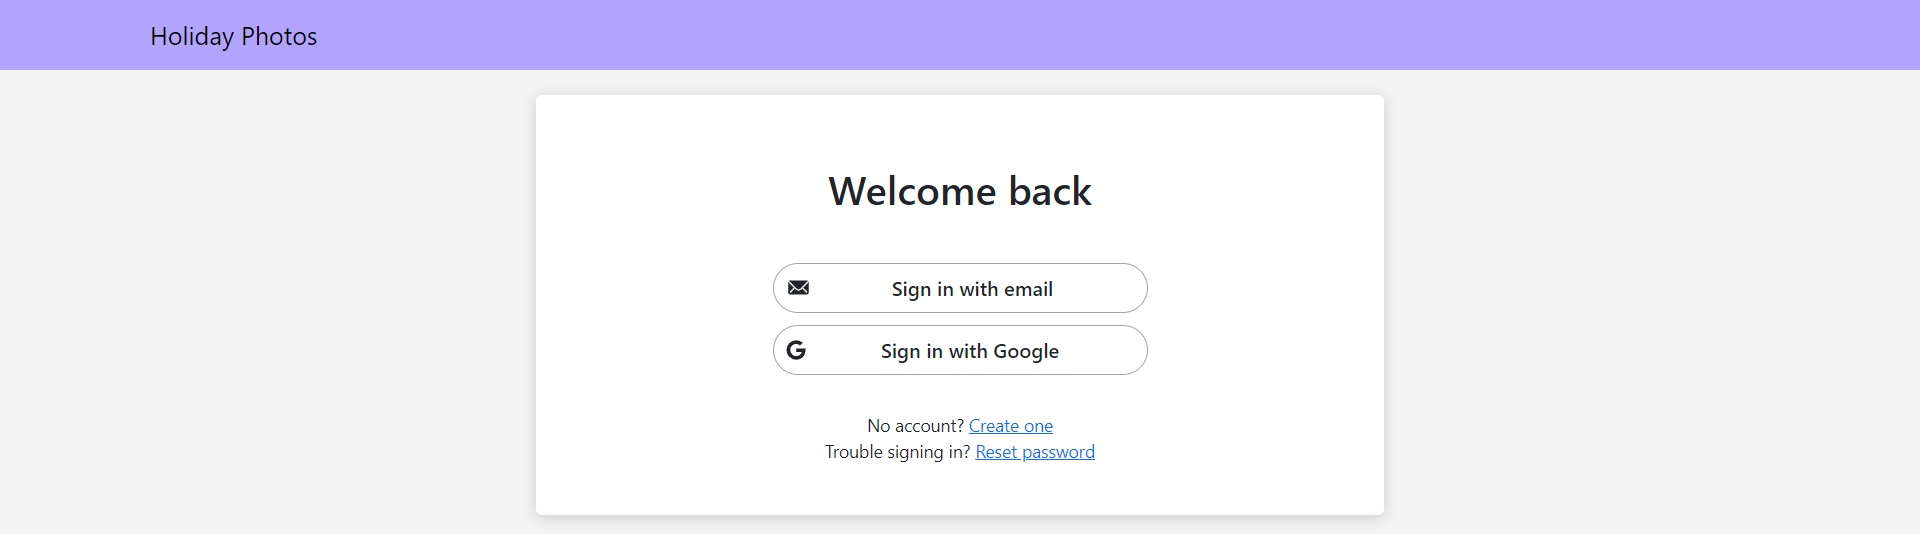 Holiday Photos
Welcome back
Sign in with email
Sign in with Google
No account? Create one
Trouble signing in? Reset password